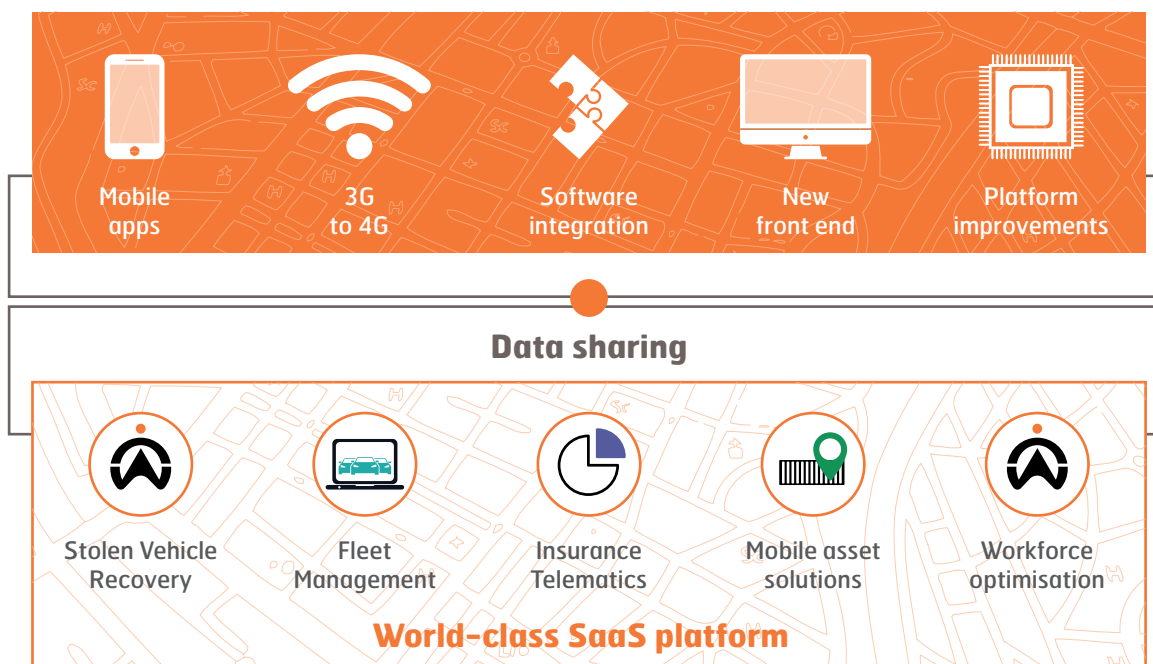 Mobile
apps
3G
to 4G
Software
integration
New
front end
Platform
improvements
Data sharing
Stolen Vehicle
Recovery
Fleet
Management
Insurance
Telematics
Mobile asset
solutions
Workforce
optimisation
World-class SaaS platform